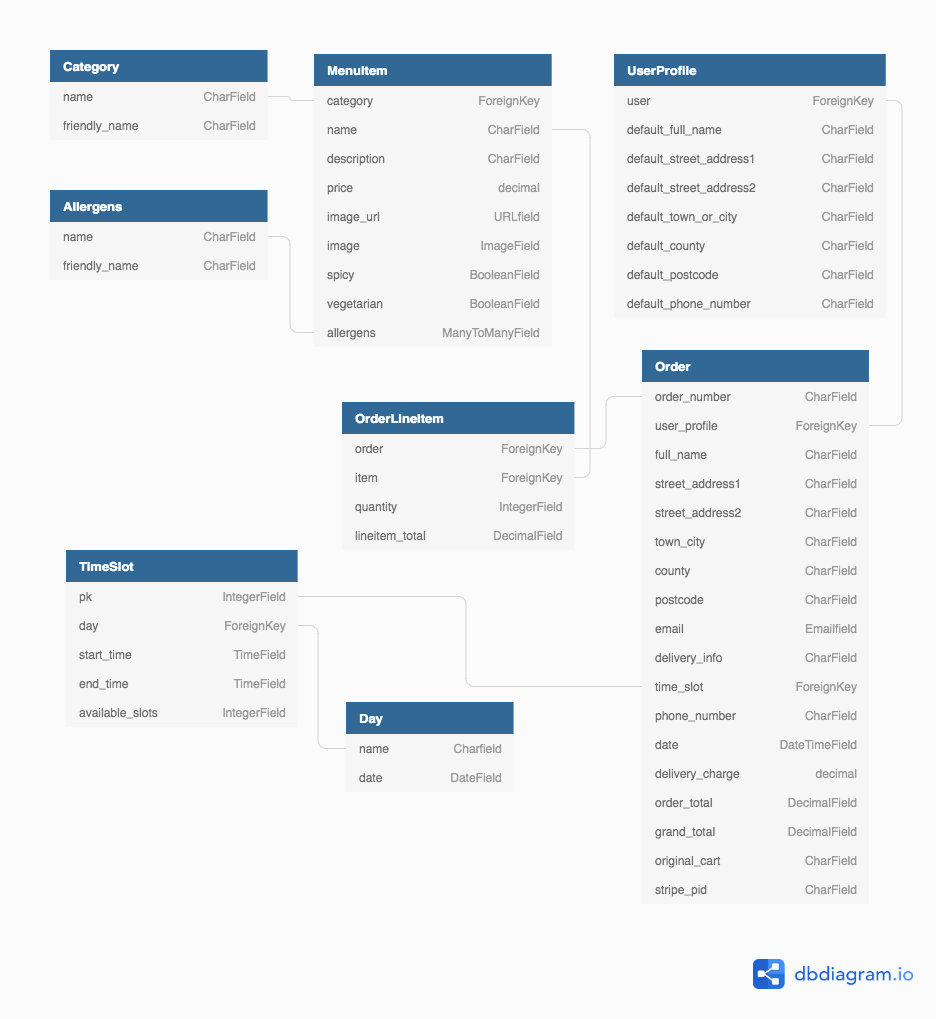 Category
name CharField
friendly_name CharField
Allergens
name CharField
friendly_name CharField
MenuItem
category ForeignKey
name CharField
description CharField
price decimal
image_url URLfield
image ImageField
spicy BooleanField
vegetarian BooleanField
allergens ManyToManyField
UserProfile
user ForeignKey
default_full_name CharField
default_street_address1 CharField
default_street_address2 CharField
default_town_or_city CharField
default_county CharField
default_postcode CharField
default_phone_number CharField
OrderLineItem
order ForeignKey
item ForeignKey
quantity IntegerField
lineitem_total DecimalField
Order
order_number CharField
user_profile ForeignKey
full_name CharField
street_address1 CharField
street_address2 CharField
town_city CharField
county CharField
postcode CharField
email Emailfield
delivery_info CharField
time_slot ForeignKey
phone_number CharField
date DateTimeField
delivery_charge decimal
order_total DecimalField
grand_total DecimalField
original_cart CharField
stripe_pid CharField
TimeSlot
pk IntegerField
day ForeignKey
start_time TimeField
end_time TimeField
available_slots IntegerField
Day
name Charfield
date DateField
dbdiagram.io